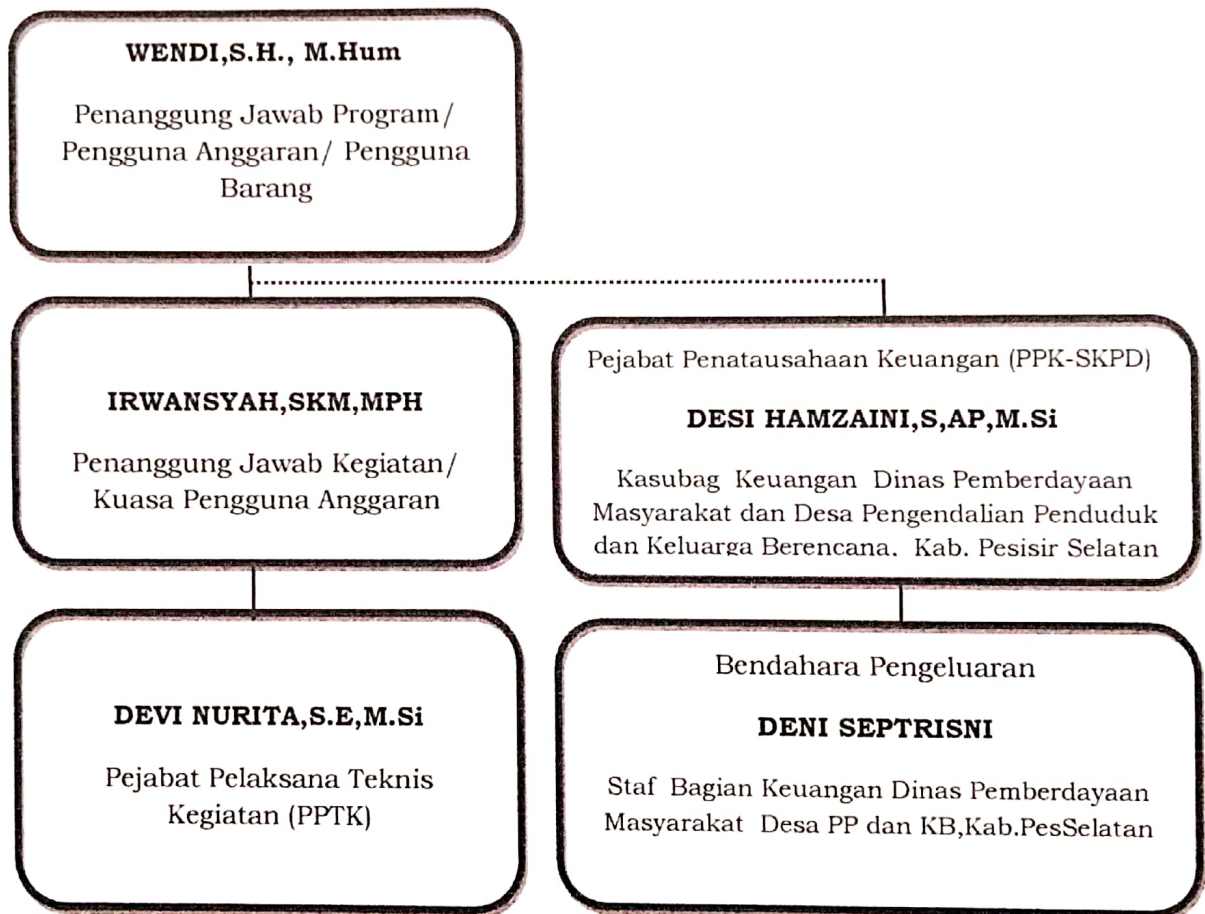 WENDI,S.H., M.Hum
Penanggung Jawab Program/
Pengguna Anggaran/ Pengguna
Barang
IRWANSYAH,SKM,MPH
Penanggung Jawab Kegiatan/
Kuasa Pengguna Anggaran
Pejabat Penatausahaan Keuangan (PPK-SKPD)
DESI HAMZAINI,S,AP,M.Si
Kasubag Keuangan Dinas Pemberdayaan
Masyarakat dan Desa Pengendalian Penduduk
dan Keluarga Berencana. Kab. Pesisir Selatan
DEVI NURITA,S.E,M.Si
Pejabat Pelaksana Teknis
Kegiatan (PPTK)
Bendahara Pengeluaran
DENI SEPTRISNI
Staf Bagian Keuangan Dinas Pemberdayaan
Masyarakat Desa PP dan KB,Kab.PesSelatan